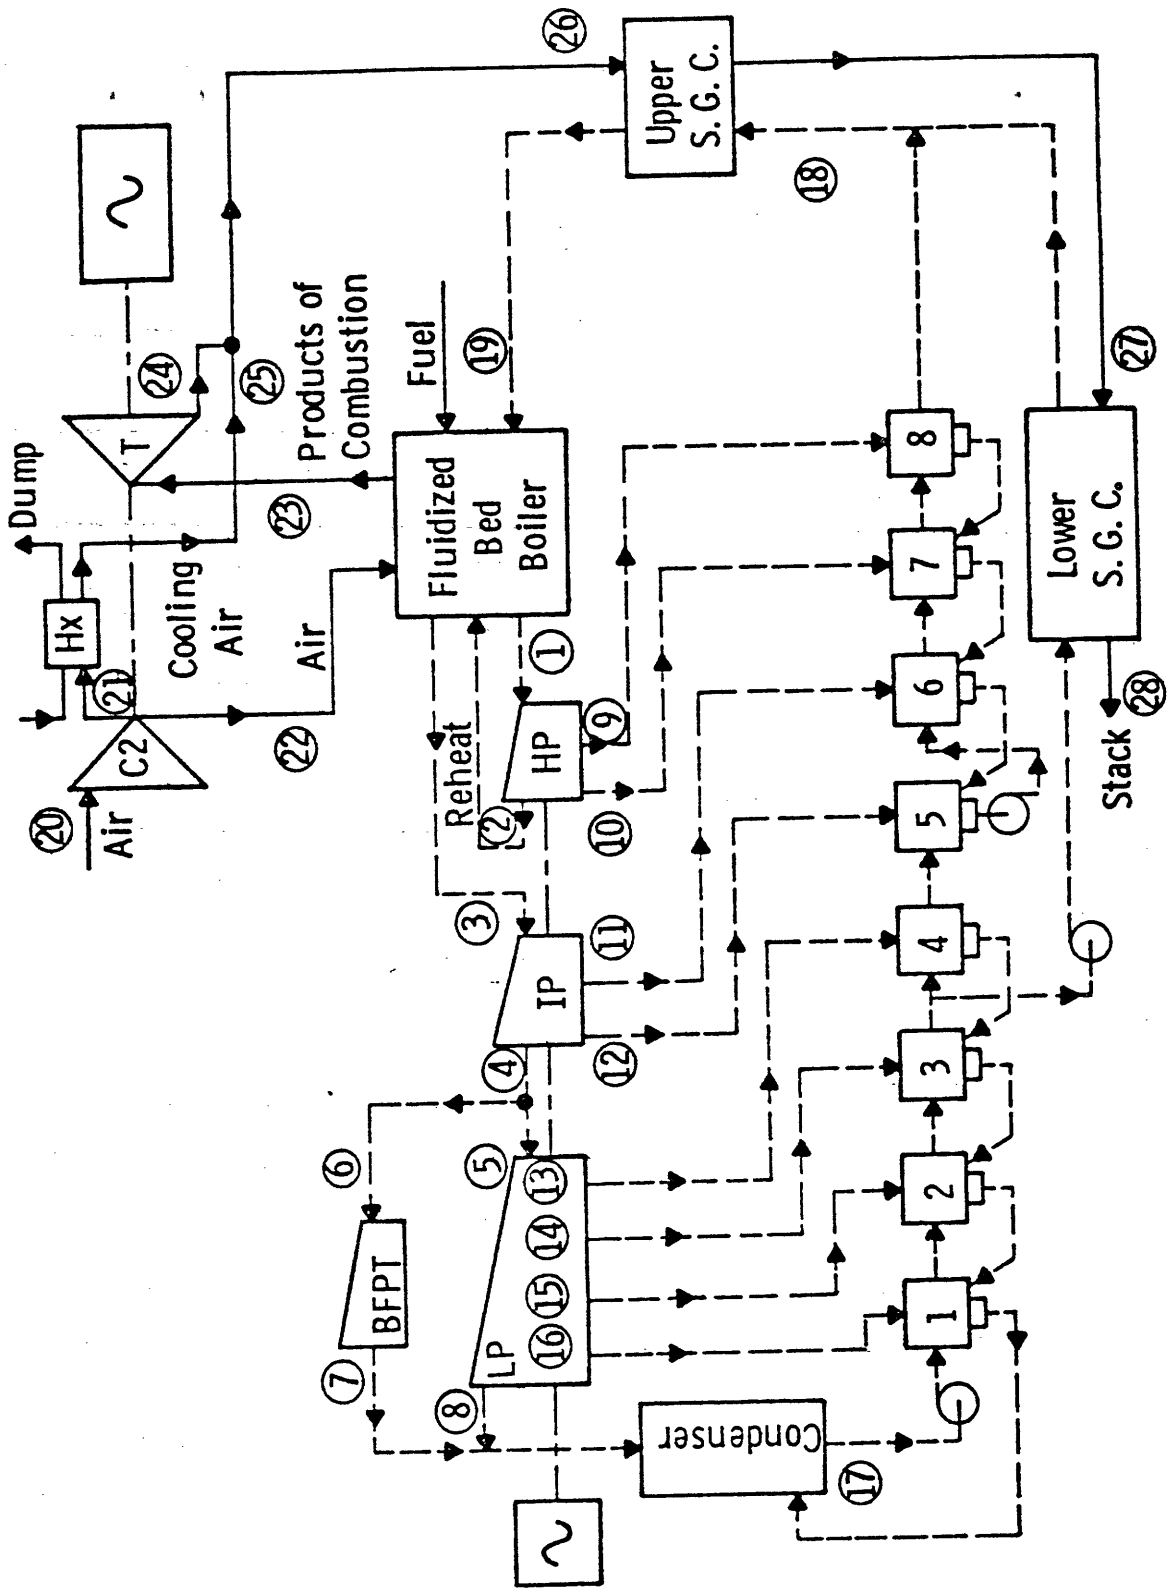 Dump
Hx
T
24
25
26
C2
21
20
Air
Cooling
Air
22
Air
23
Products of
Combustion
Fuel
19
Fluidized
Bed
Boiler
Upper
S. G. C.
18
Reheat
1
2
HP
9
10
3
IP
11
12
4
5
6
BFPT
7
8
LP
13
14
15
16
Condenser
17
1
2
3
4
5
6
7
8
Lower
S. G. C.
27
28
Stack